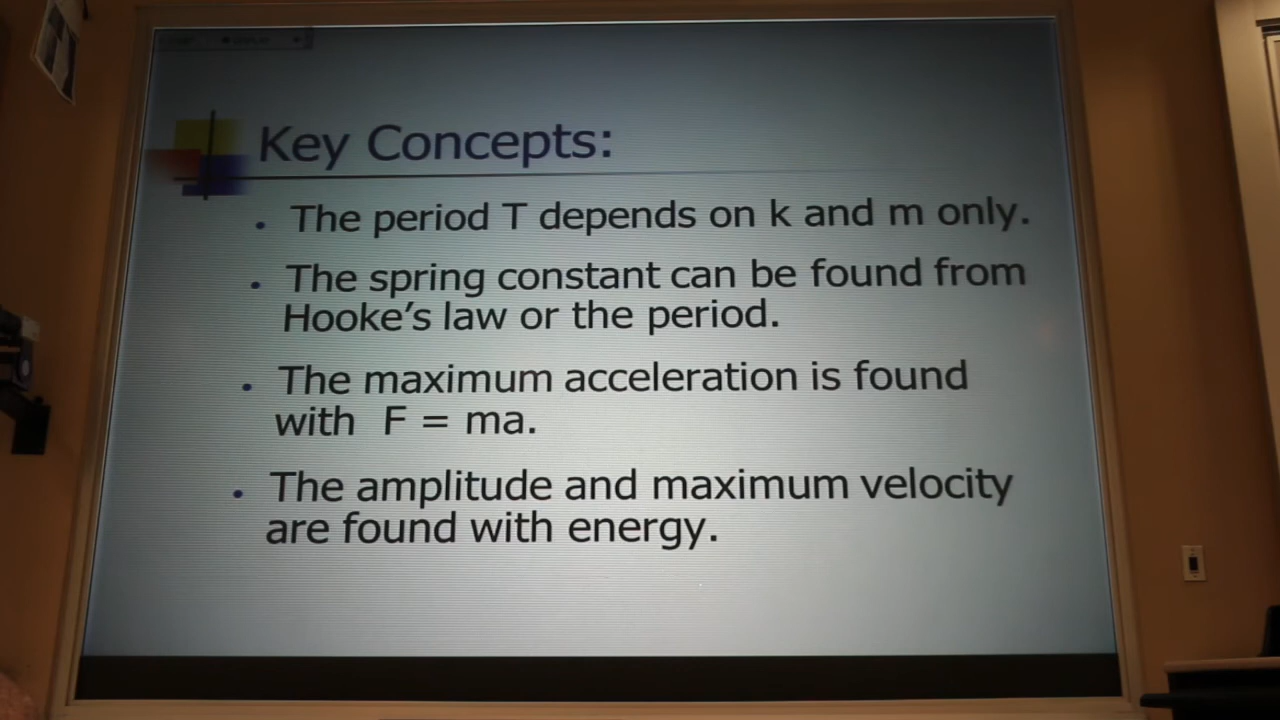 Key Concepts:
• The period T depends on k and m only.
• The spring constant can be found from
Hooke’s law or the period.
• The maximum acceleration is found
with F = ma.
• The amplitude and maximum velocity
are found with energy.